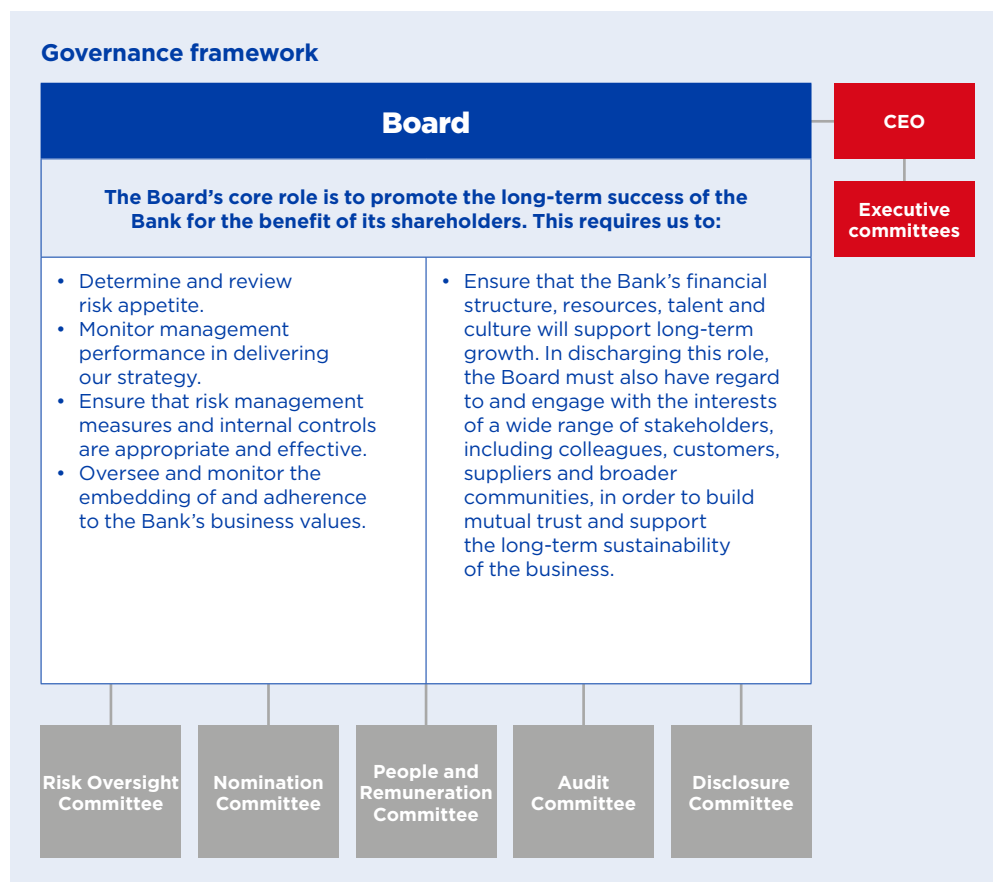 Governance framework
Board
CEO
Executive
committees
The Board’s core role is to promote the long-term success of the
Bank for the benefit of its shareholders. This requires us to:
• Determine and review
risk appetite.
• Monitor management
performance in delivering
our strategy.
• Ensure that risk management
measures and internal controls
are appropriate and effective.
• Oversee and monitor the
embedding of and adherence
to the Bank’s business values.
• Ensure that the Bank’s financial
structure, resources, talent and
culture will support long-term
growth. In discharging this role,
the Board must also have regard
to and engage with the interests
of a wide range of stakeholders,
including colleagues, customers,
suppliers and broader
communities, in order to build
mutual trust and support
the long-term sustainability
of the business.
Risk Oversight
Committee
Nomination
Committee
People and
Remuneration
Committee
Audit
Committee
Disclosure
Committee